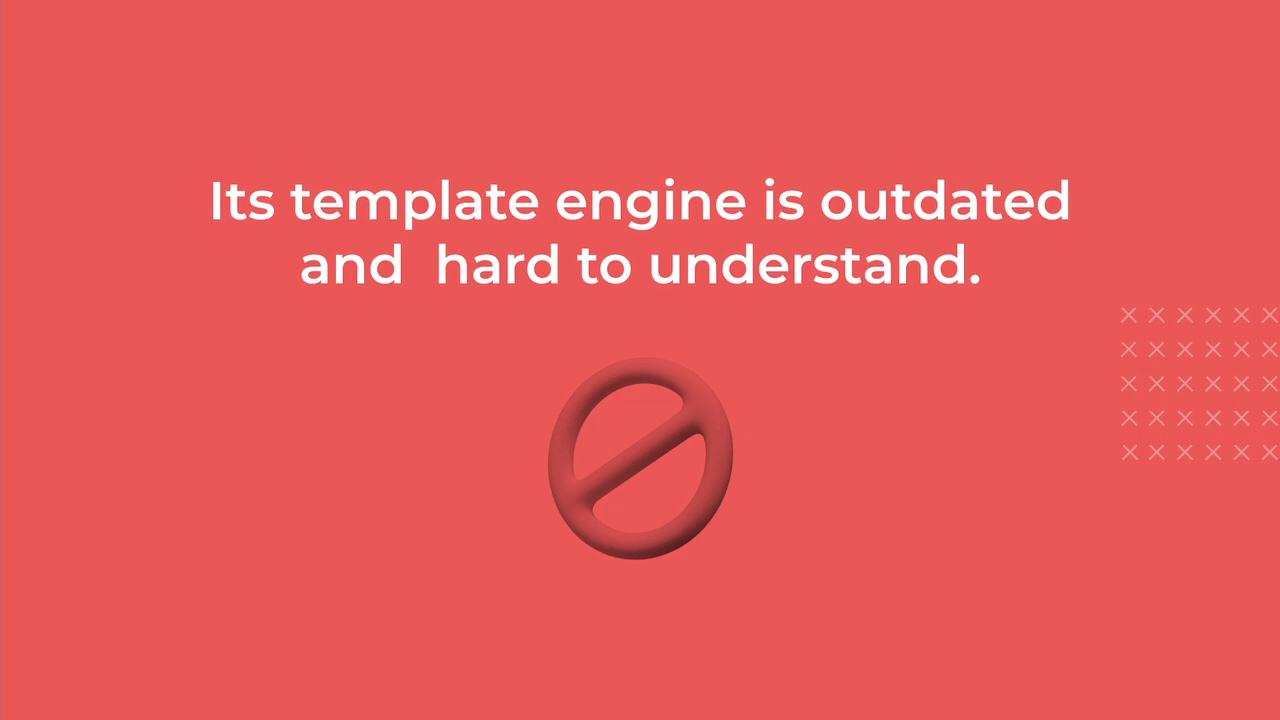 Its template engine is outdated
and  hard to understand.